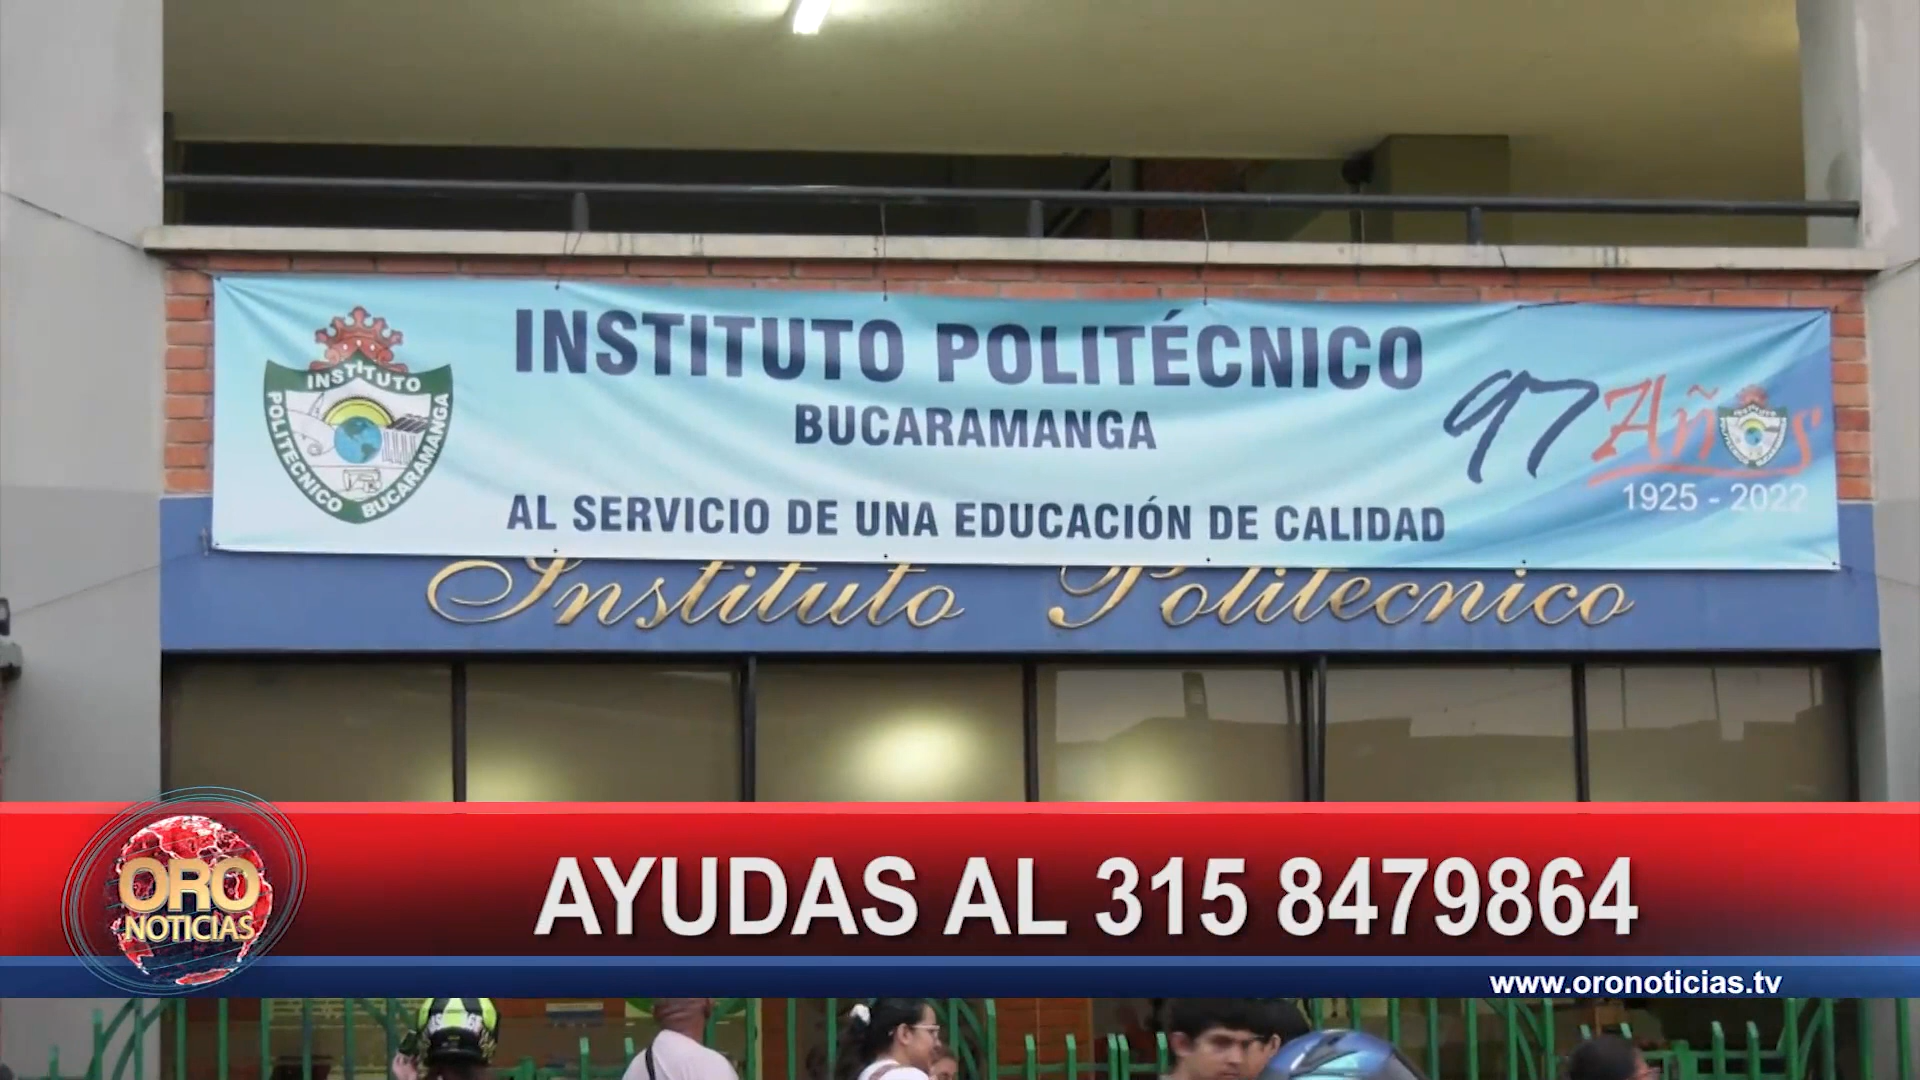 INSTITUTO POLITÉCNICO
BUCARAMANGA
AL SERVICIO DE UNA EDUCACIÓN DE CALIDAD
INSTITUTO
POLITECNICO BUCARAMANGA
97 Años
1925 - 2022
Instituto Politecnico
ORO
NOTICIAS
AYUDAS AL 315 8479864
www.oronoticias.tv